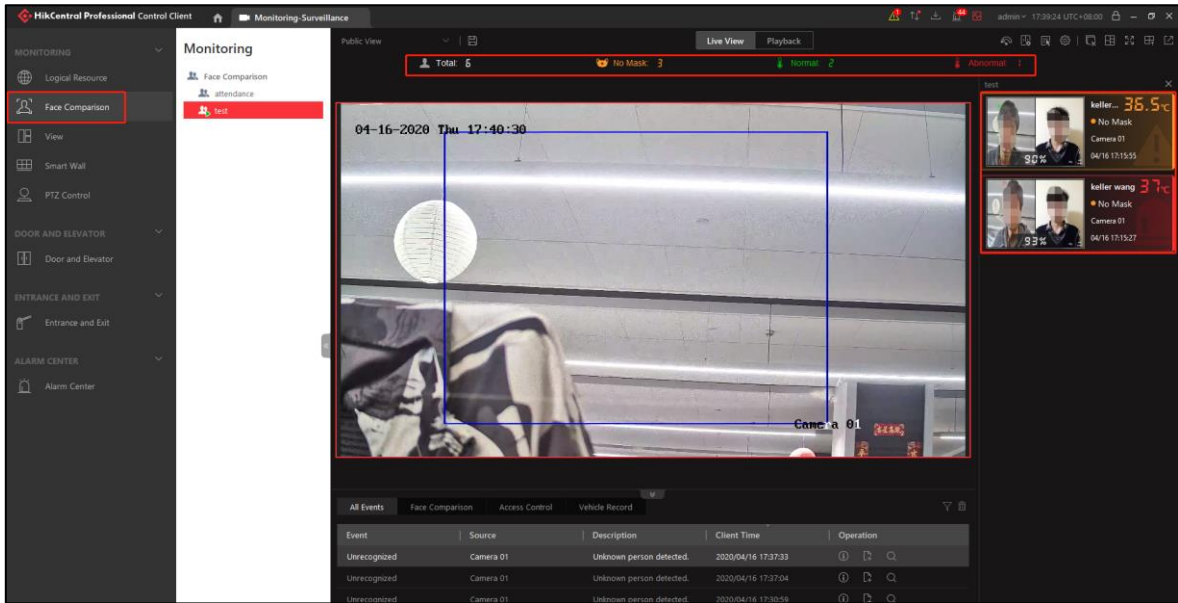 HikCentral Professional Control Client
Monitoring-Surveillance
44
admin
17:39:24 UTC+08:00
MONITORING
Logical Resource
Face Comparison
View
Smart Wall
PTZ Control
DOOR AND ELEVATOR
Door and Elevator
ENTRANCE AND EXIT
Entrance and Exit
ALARM CENTER
Alarm Center
Monitoring
Face Comparison
attendance
test
Public View
Live View
Playback
Total: 6
No Mask: 3
Normal: 2
Abnormal: 1
04-16-2020 Thu 17:40:30
Camera 01
test
keller... 36.5°C
No Mask
Camera 01
04/16 17:15:55
90%
keller wang 37°C
No Mask
Camera 01
04/16 17:15:27
93%
All Events
Face Comparison
Access Control
Vehicle Record
Event
Source
Description
Client Time
Operation
Unrecognized
Camera 01
Unknown person detected.
2020/04/16 17:37:33
Unrecognized
Camera 01
Unknown person detected.
2020/04/16 17:37:04
Unrecognized
Camera 01
Unknown person detected.
2020/04/16 17:30:59